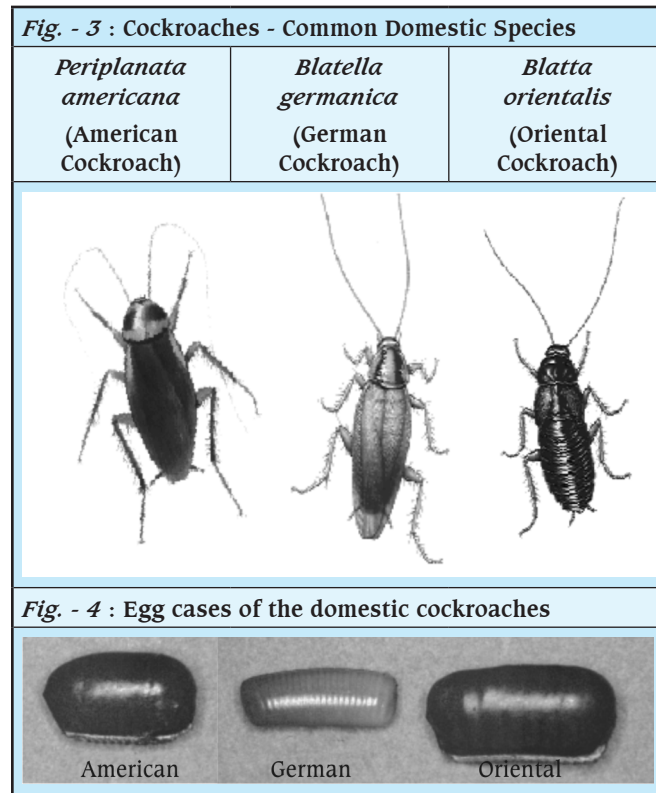 Fig. - 3 : Cockroaches - Common Domestic Species
Periplanata
americana
(American
Cockroach)
Blatella
germanica
(German
Cockroach)
Blatta
orientalis
(Oriental
Cockroach)
Fig. - 4 : Egg cases of the domestic cockroaches
American
German
Oriental